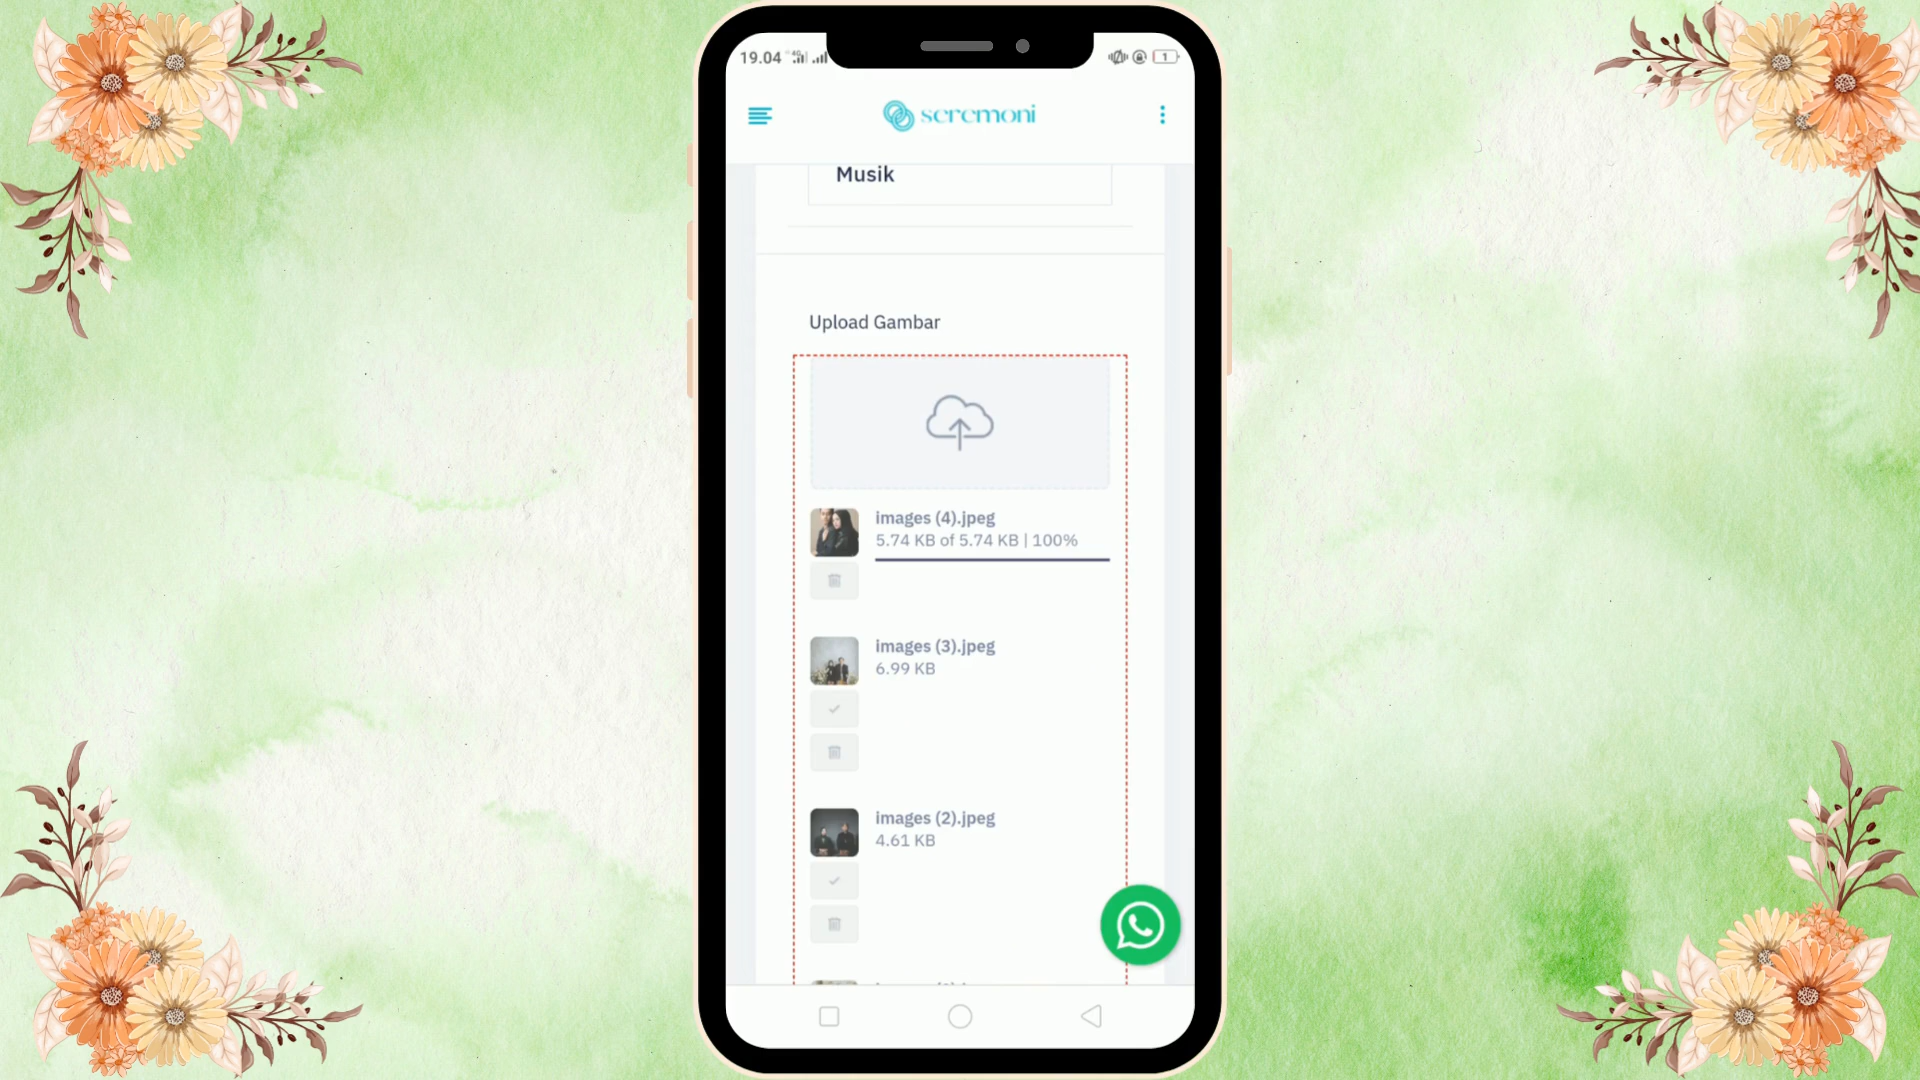 19.04
1
seremoni
Musik
Upload Gambar
images (4).jpeg
5.74 KB of 5.74 KB | 100%
images (3).jpeg
6.99 KB
images (2).jpeg
4.61 KB